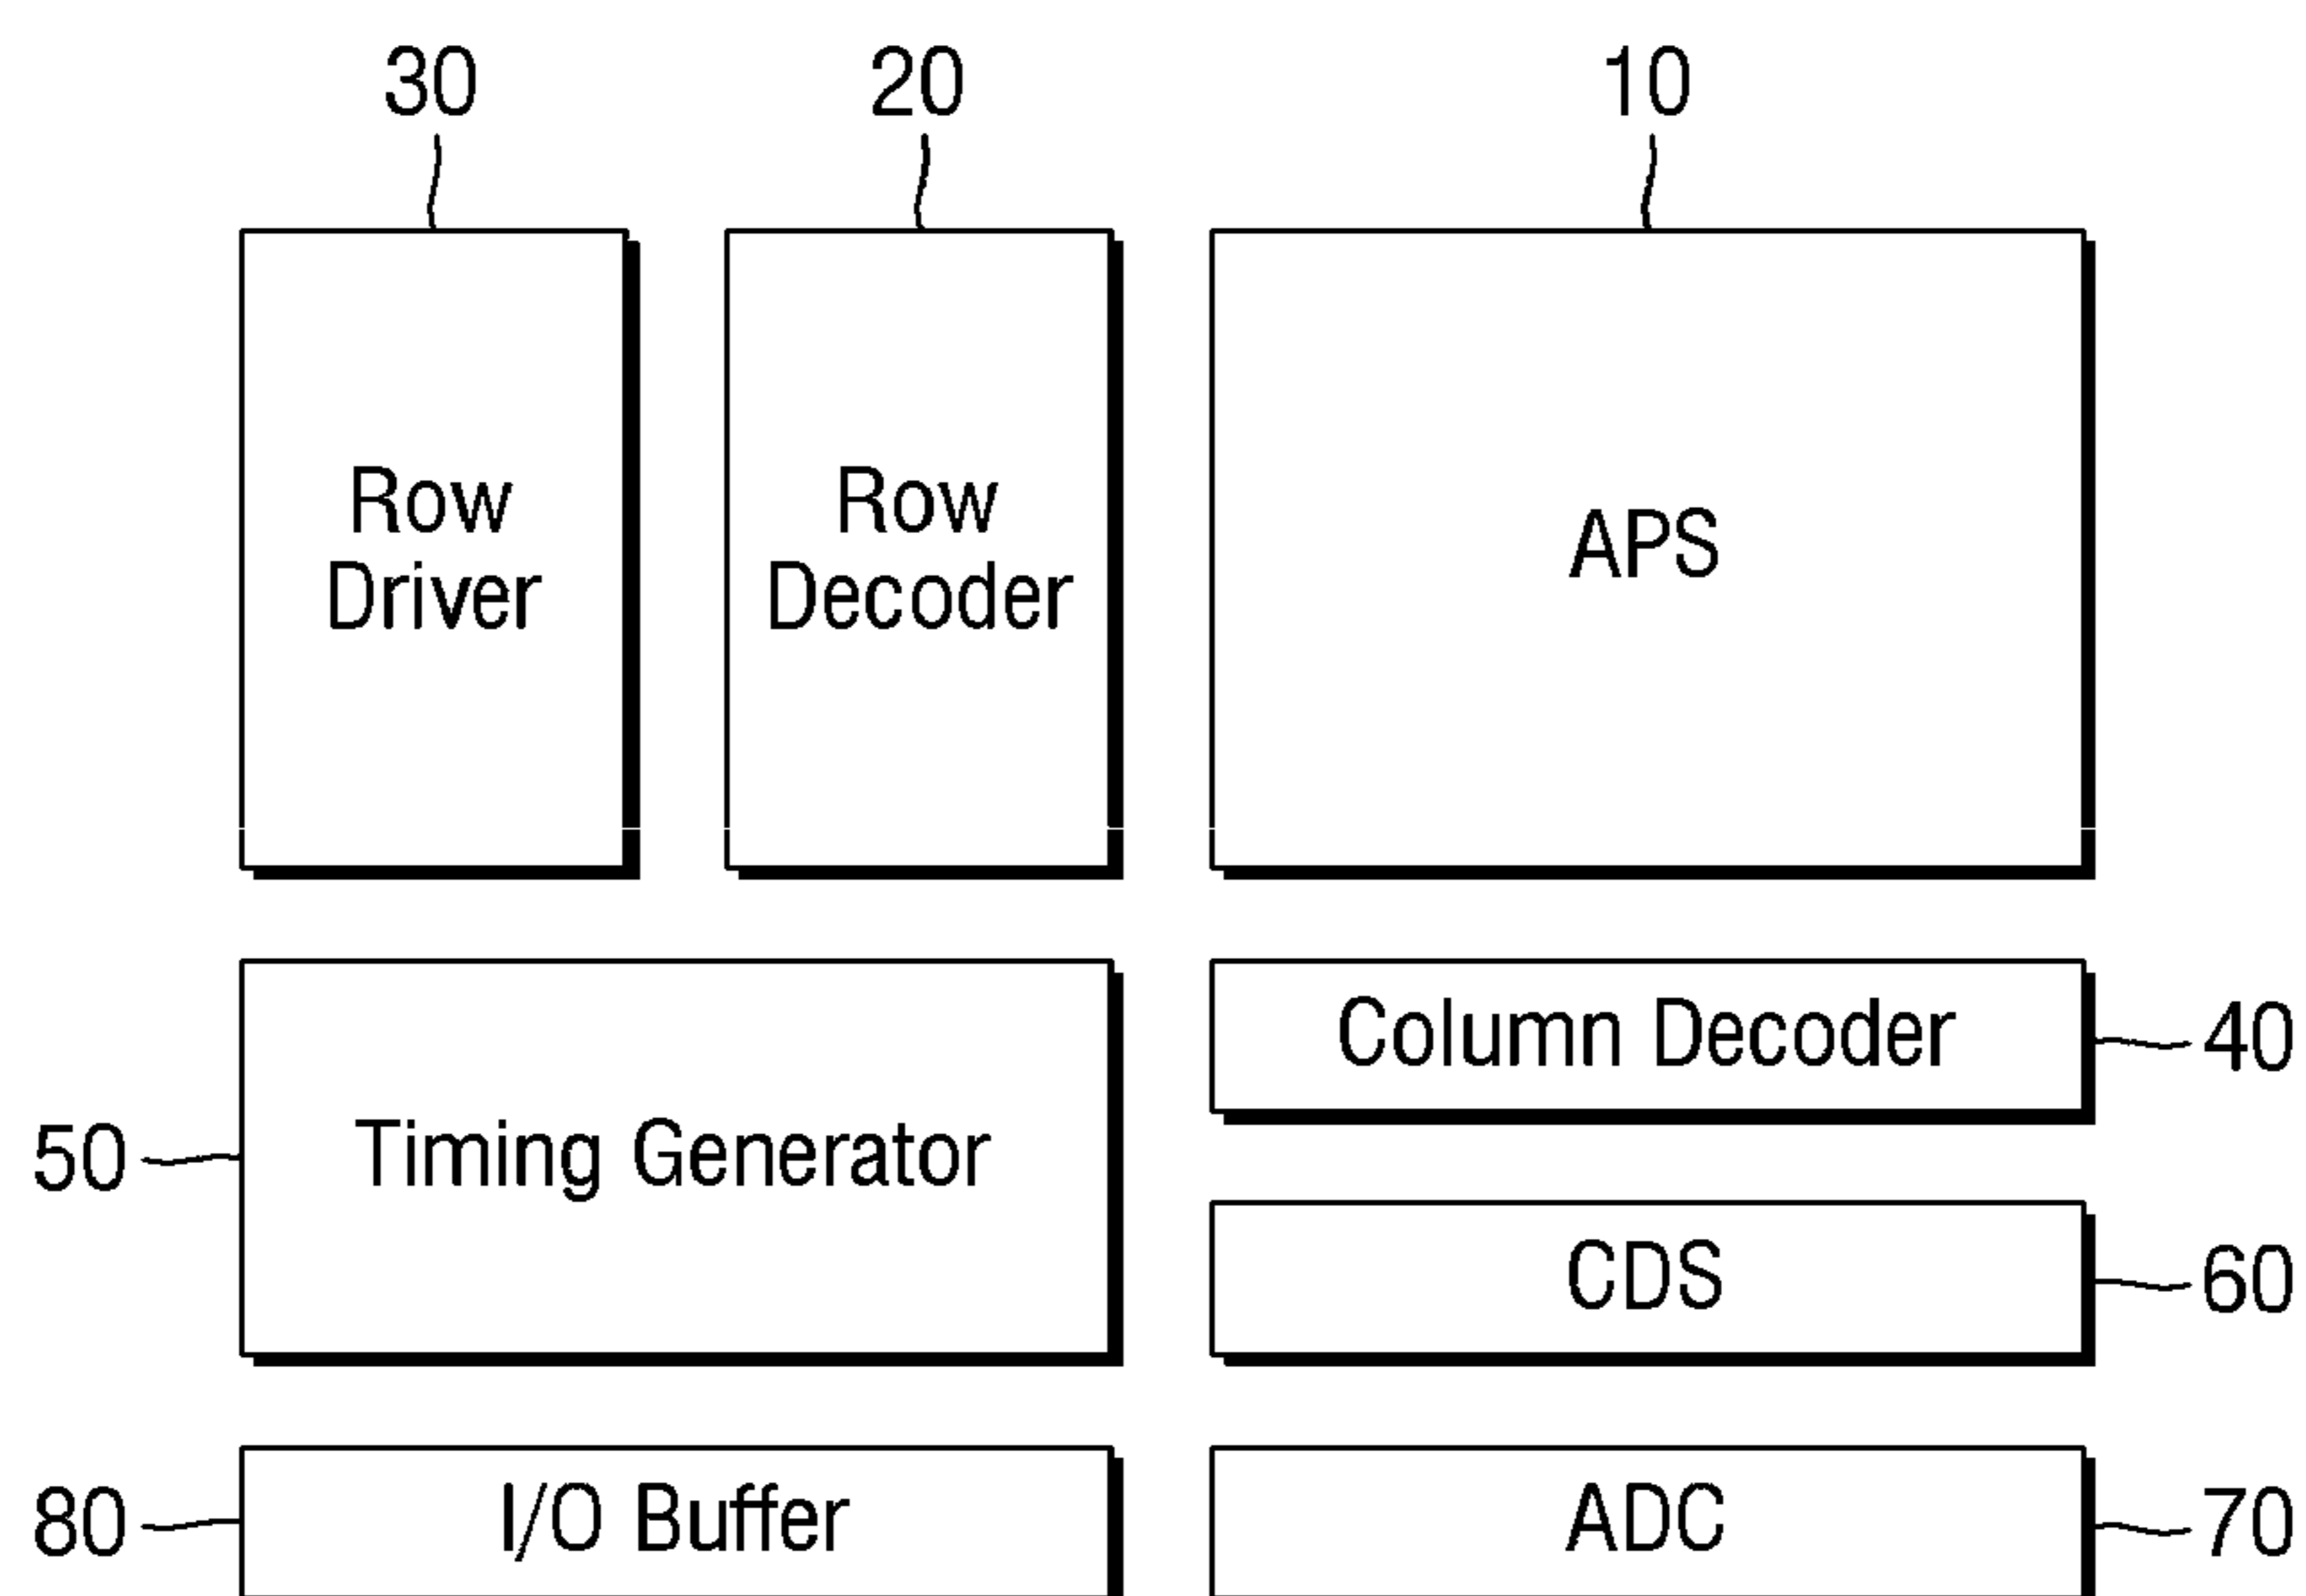 30
20
10
Row
Driver
Row
Decoder
APS
Column Decoder
40
50
Timing Generator
CDS
60
80
I/O Buffer
ADC
70